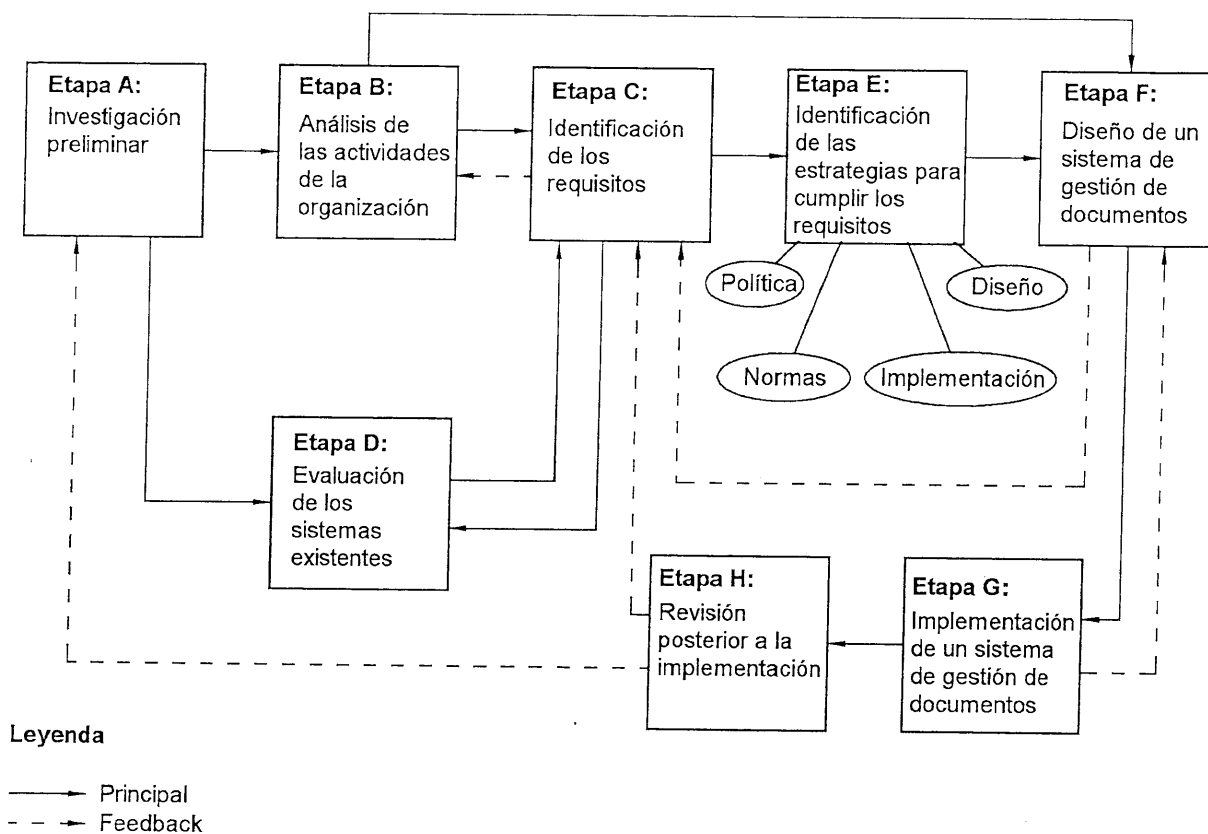 Etapa A:
Investigación
preliminar
Etapa B:
Análisis de
las actividades
de la
organización
Etapa C:
Identificación
de los
requisitos
Etapa E:
Identificación
de las
estrategias para
cumplir los
requisitos
Etapa F:
Diseño de un
sistema de
gestión de
documentos
Política
Diseño
Normas
Implementación
Etapa D:
Evaluación
de los
sistemas
existentes
Etapa H:
Revisión
posterior a la
implementación
Etapa G:
Implementación
de un sistema
de gestión de
documentos
Leyenda
Principal
Feedback